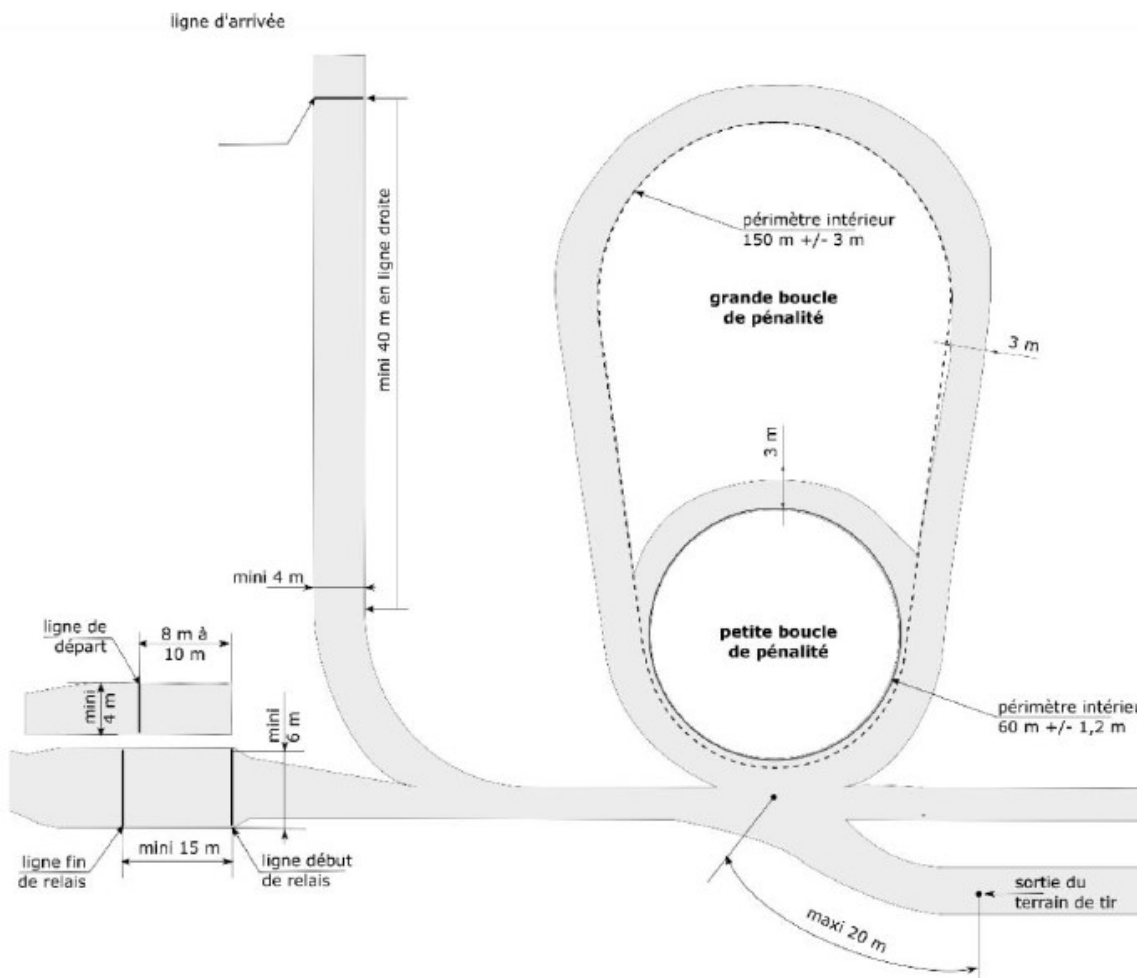 ligne d'arrivée
mini 40 m en ligne droite
périmètre intérieur
150 m +/- 3 m
grande boucle
de pénalité
3 m
3 m
mini 4 m
petite boucle
de pénalité
ligne de
départ
8 m à
10 m
mini
4 m
mini
6 m
périmètre intérieu
60 m +/- 1,2 m
ligne fin
de relais
mini 15 m
ligne début
de relais
sortie du
terrain de tir
maxi 20 m